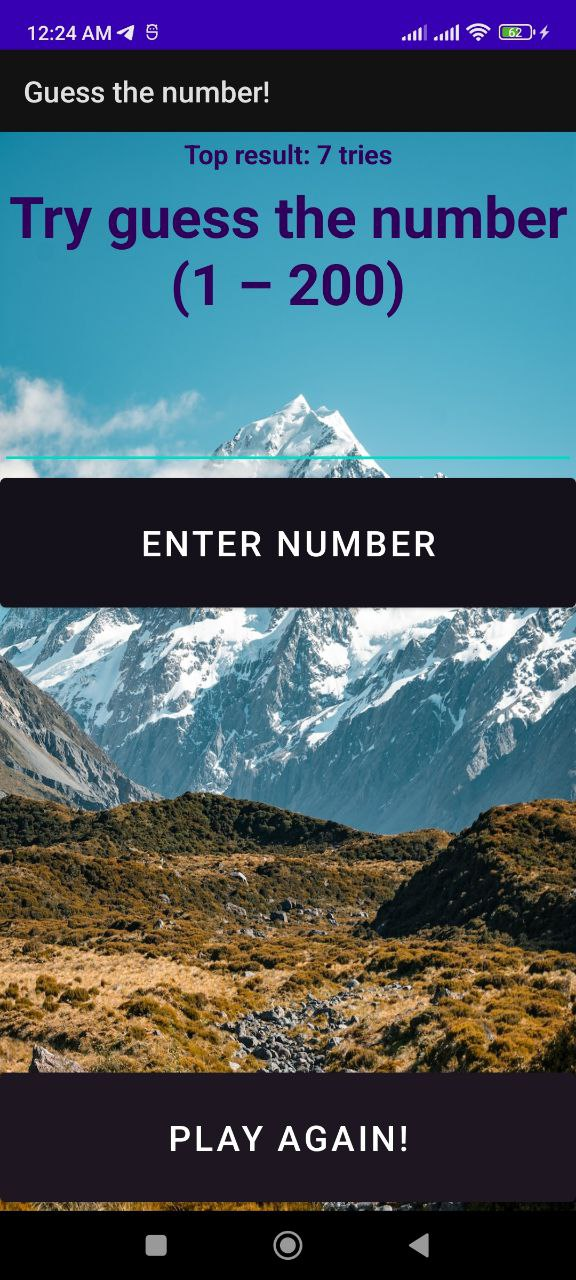 12:24 AM
62
Guess the number!
Top result: 7 tries
Try guess the number
(1 – 200)
ENTER NUMBER
PLAY AGAIN!